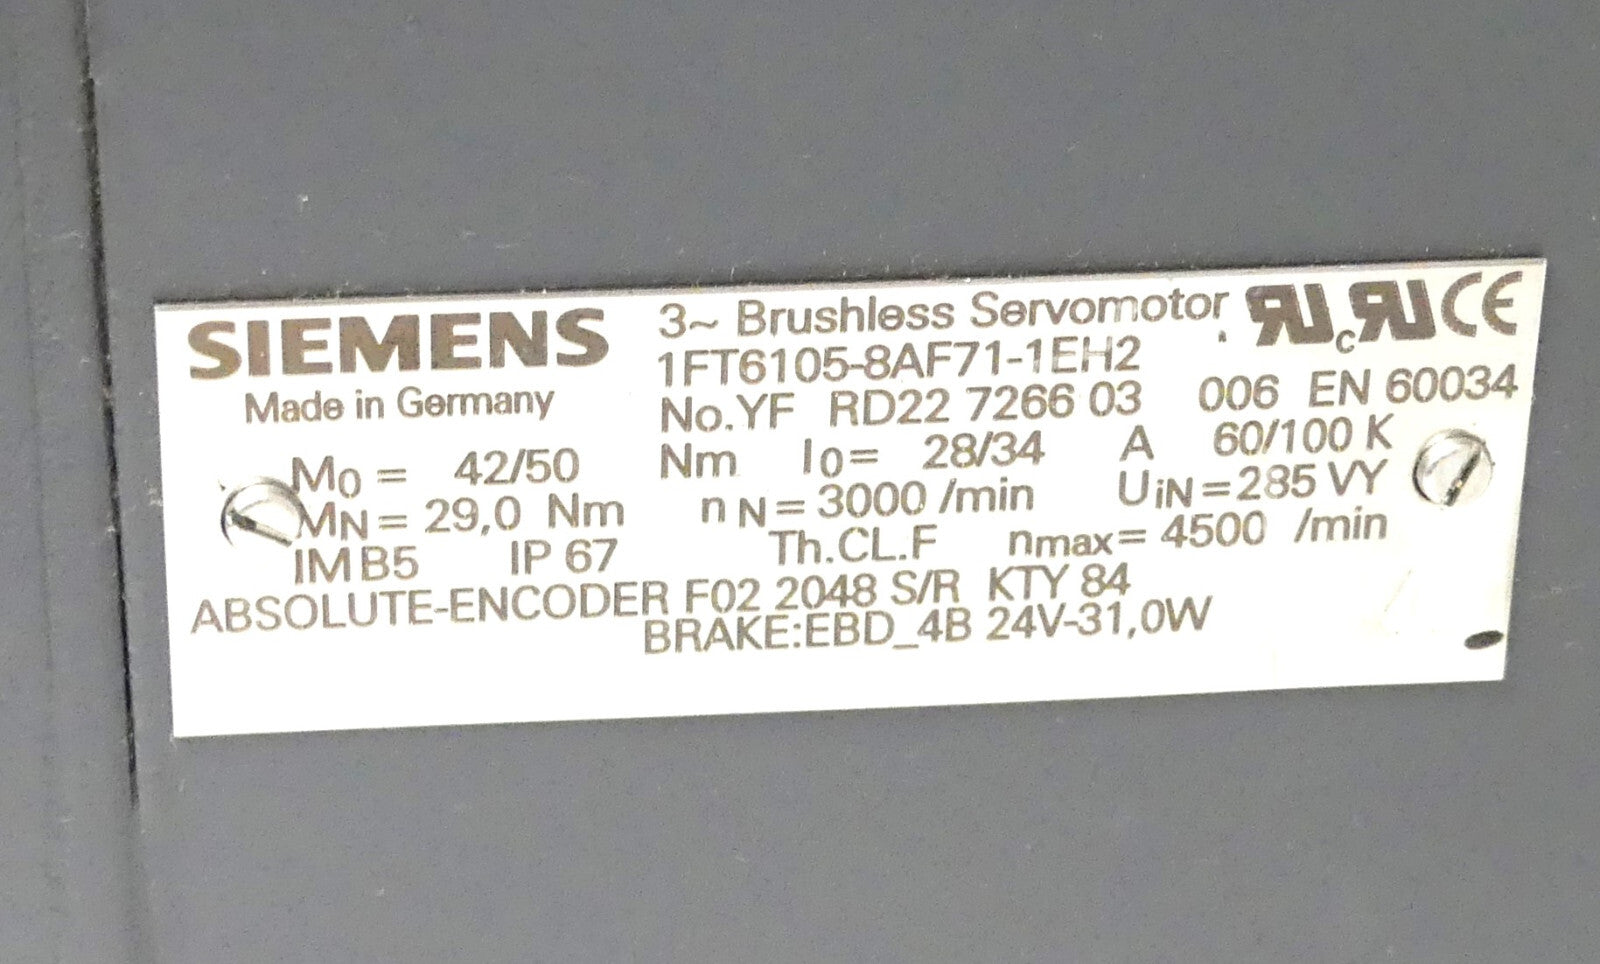 SIEMENS
Made in Germany
3~ Brushless Servomotor
1FT6105-8AF71-1EH2
No.YF RD22 7266 03 006 EN 60034
M0 = 42/50 Nm I0= 28/34 A 60/100 K
MN= 29,0 Nm nN=3000 /min UiN=285 VY
IM B5 IP 67 Th.CL.F nmax= 4500 /min
ABSOLUTE-ENCODER F02 2048 S/R KTY 84
BRAKE:EBD_4B 24V-31,0W